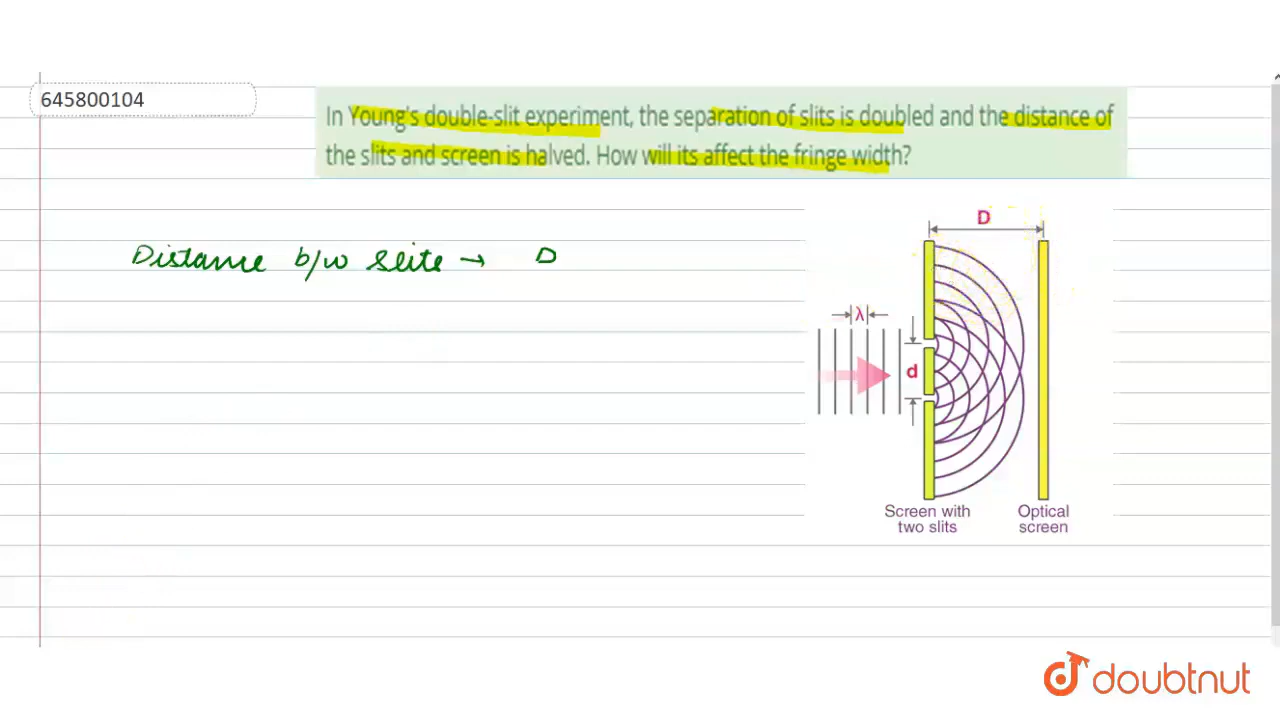 645800104
In Young's double-slit experiment, the separation of slits is doubled and the distance of
the slits and screen is halved. How will its affect the fringe width?
Distance b/w slits → D
D
λ
d
Screen with
two slits
Optical
screen
doubtnut